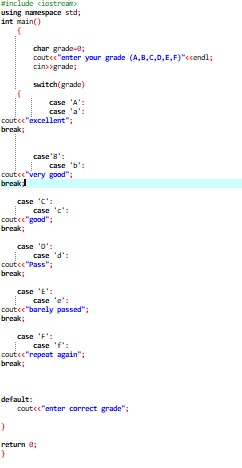 #include <iostream>
using namespace std;
int main()
{
char grade=0;
cout<<"enter your grade (A,B,C,D,E,F)"<<endl;
cin>>grade;
switch(grade)
{
case 'A':
case 'a':
cout<<"excellent";
break;
case'B':
case 'b':
cout<<"very good";
break;
case 'C':
case 'c':
cout<<"good";
break;
case 'D':
case 'd':
cout<<"Pass";
break;
case 'E':
case 'e':
cout<<"barely passed";
break;
case 'F':
case 'f':
cout<<"repeat again";
break;
default:
cout<<"enter correct grade";
}
return 0;
}